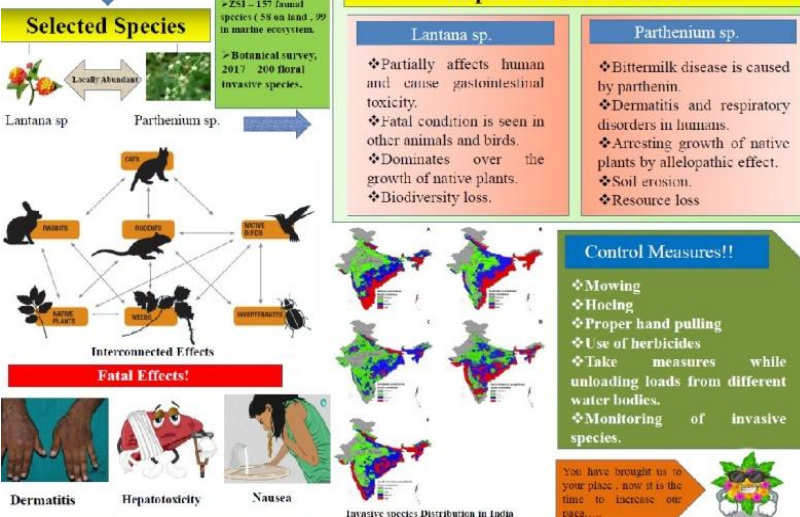 Selected Species
Lantana sp
Locally Abundant
Parthenium sp.
➢ZSI – 157 faunal
species ( 58 on land , 99
in marine ecosystem.
➢Botanical survey,
2017 – 200 floral
invasive species.
CATS
RABBITS
RODENTS
NATIVE
BIRDS
NATIVE
PLANTS
WEEDS
INVERTEBRATES
Interconnected Effects
Fatal Effects!
Dermatitis
Hepatotoxicity
Nausea
Lantana sp.
❖Partially affects human
and cause gastointestinal
toxicity.
❖Fatal condition is seen in
other animals and birds.
❖Dominates over the
growth of native plants.
❖Biodiversity loss.
Parthenium sp.
❖Bittermilk disease is caused
by parthenin.
❖Dermatitis and respiratory
disorders in humans.
❖Arresting growth of native
plants by allelopathic effect.
❖Soil erosion.
❖Resource loss
A
B
C
D
E
Invasive species Distribution in India
Control Measures!!
❖Mowing
❖Hoeing
❖Proper hand pulling
❖Use of herbicides
❖Take measures while
unloading loads from different
water bodies.
❖Monitoring of invasive
species.
You have brought us to
your place , now it is the
time to increase our
pace.....